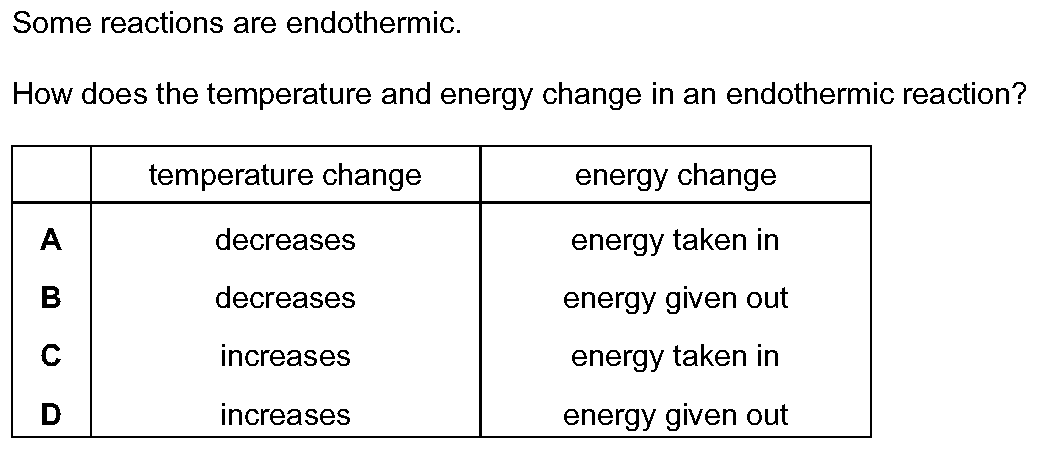 Some reactions are endothermic.
How does the temperature and energy change in an endothermic reaction?
temperature change energy change
A decreases energy taken in
B decreases energy given out
C increases energy taken in
D increases energy given out